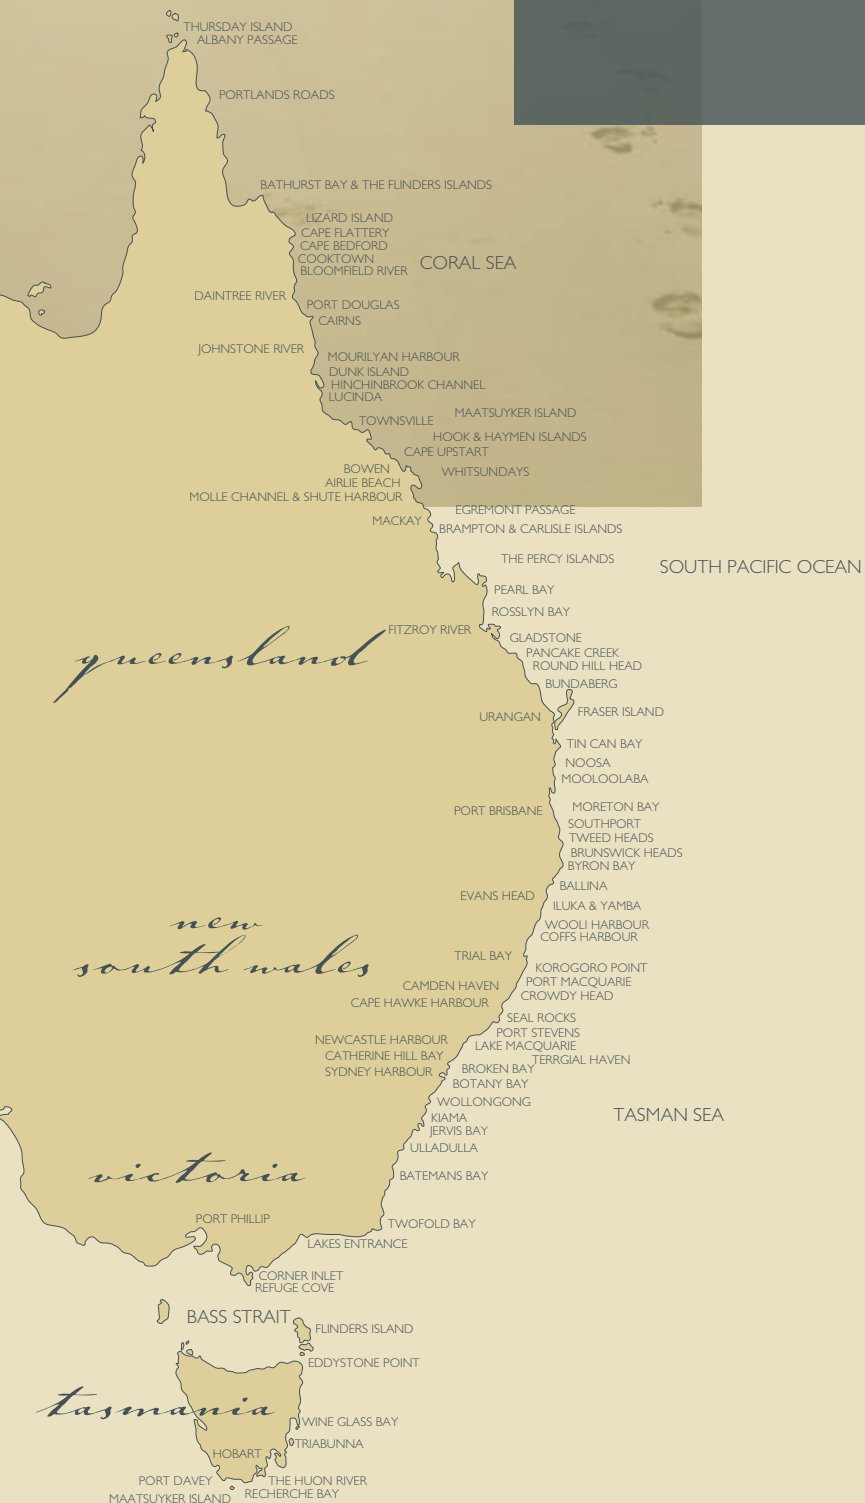 THURSDAY ISLAND
ALBANY PASSAGE
PORTLANDS ROADS
BATHURST BAY & THE FLINDERS ISLANDS
LIZARD ISLAND
CAPE FLATTERY
CAPE BEDFORD
COOKTOWN
CORAL SEA
BLOOMFIELD RIVER
DAINTREE RIVER
PORT DOUGLAS
CAIRNS
JOHNSTONE RIVER
MOURILYAN HARBOUR
DUNK ISLAND
HINCHINBROOK CHANNEL
LUCINDA
MAATSUYKER ISLAND
TOWNSVILLE
HOOK & HAYMEN ISLANDS
CAPE UPSTART
BOWEN
WHITSUNDAYS
AIRLIE BEACH
MOLLE CHANNEL & SHUTE HARBOUR
EGREMONT PASSAGE
MACKAY
BRAMPTON & CARLISLE ISLANDS
THE PERCY ISLANDS
SOUTH PACIFIC OCEAN
PEARL BAY
ROSSLYN BAY
FITZROY RIVER
GLADSTONE
PANCAKE CREEK
queensland
ROUND HILL HEAD
BUNDABERG
FRASER ISLAND
URANGAN
TIN CAN BAY
NOOSA
MOOLOOLABA
MORETON BAY
PORT BRISBANE
SOUTHPORT
TWEED HEADS
BRUNSWICK HEADS
BYRON BAY
BALLINA
EVANS HEAD
ILUKA & YAMBA
new
WOOLI HARBOUR
COFFS HARBOUR
TRIAL BAY
south wales
KOROGORO POINT
PORT MACQUARIE
CAMDEN HAVEN
CROWDY HEAD
CAPE HAWKE HARBOUR
SEAL ROCKS
PORT STEVENS
NEWCASTLE HARBOUR
LAKE MACQUARIE
CATHERINE HILL BAY
TERRGIAL HAVEN
BROKEN BAY
SYDNEY HARBOUR
BOTANY BAY
WOLLONGONG
TASMAN SEA
KIAMA
JERVIS BAY
ULLADULLA
victoria
BATEMANS BAY
PORT PHILLIP
TWOFOLD BAY
LAKES ENTRANCE
CORNER INLET
REFUGE COVE
BASS STRAIT
FLINDERS ISLAND
EDDYSTONE POINT
tasmania
WINE GLASS BAY
TRIABUNNA
HOBART
PORT DAVEY
THE HUON RIVER
RECHERCHE BAY
MAATSUYKER ISLAND